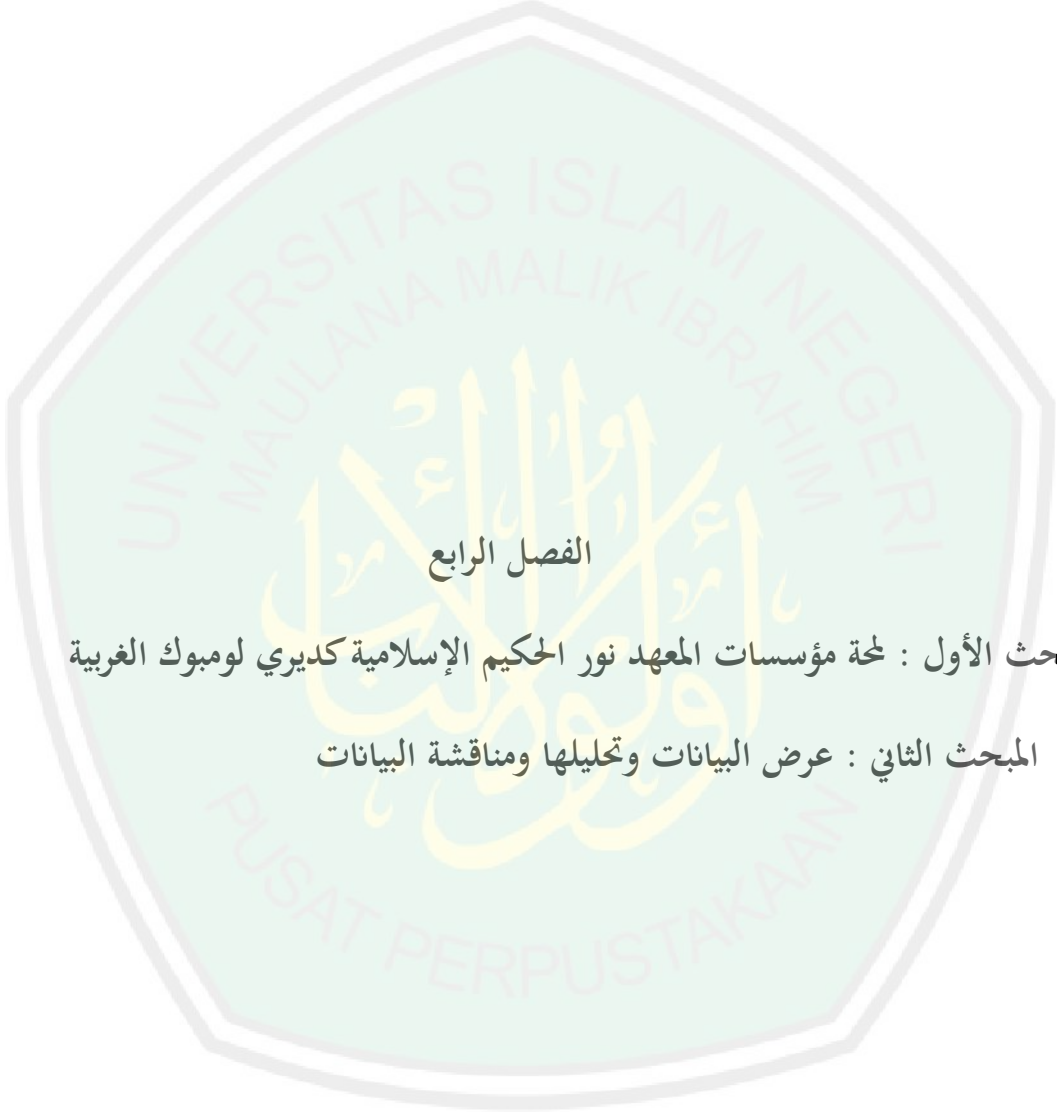 UNIVERSITAS ISLAM NEGERI
MAULANA MALIK IBRAHIM
الفصل الرابع
حث الأول : لمحة مؤسسات المعهد نور الحكيم الإسلامية كديري لومبوك الغربية
المبحث الثاني : عرض البيانات وتحليلها ومناقشة البيانات
PUSAT PERPUSTAKAAN